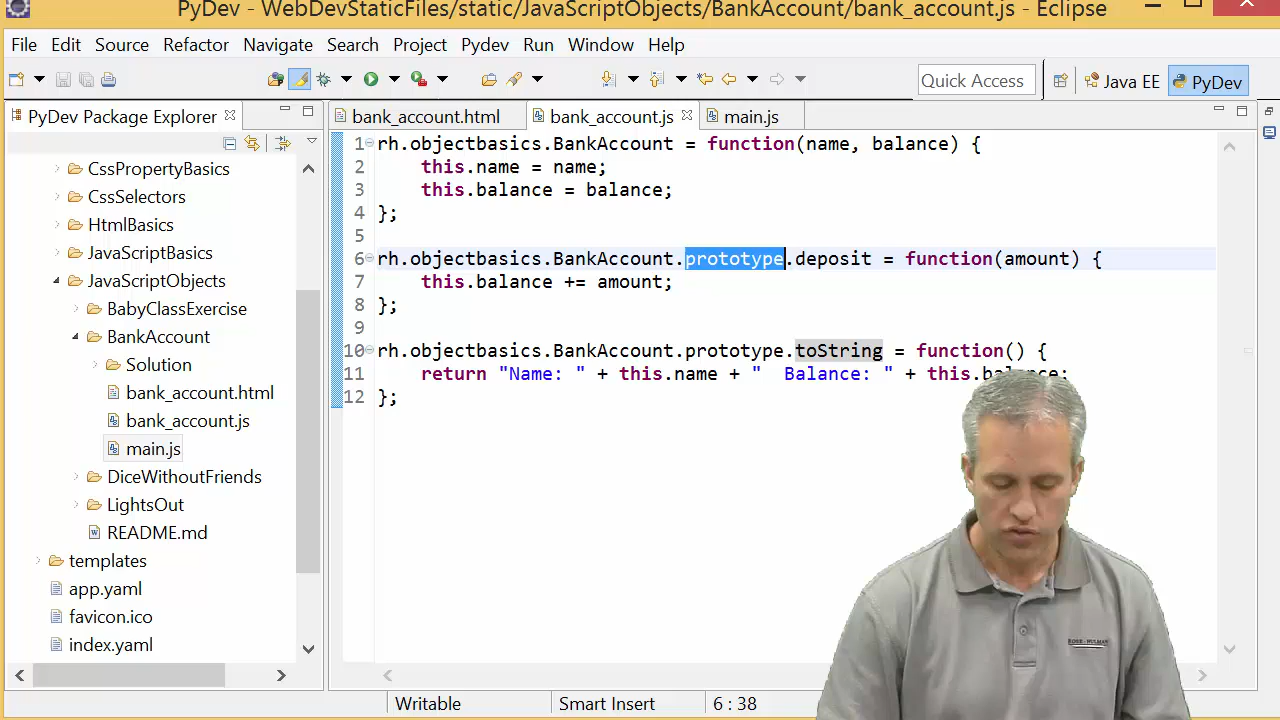 PyDev - WebDevStaticFiles/static/JavaScriptObjects/BankAccount/bank_account.js - Eclipse
File Edit Source Refactor Navigate Search Project Pydev Run Window Help
Quick Access
Java EE
PyDev
PyDev Package Explorer
CssPropertyBasics
CssSelectors
HtmlBasics
JavaScriptBasics
JavaScriptObjects
BabyClassExercise
BankAccount
Solution
bank_account.html
bank_account.js
main.js
DiceWithoutFriends
LightsOut
README.md
templates
app.yaml
favicon.ico
index.yaml
bank_account.html bank_account.js main.js
1 rh.objectbasics.BankAccount = function(name, balance) {
2 this.name = name;
3 this.balance = balance;
4 };
5
6 rh.objectbasics.BankAccount.prototype.deposit = function(amount) {
7 this.balance += amount;
8 };
9
10 rh.objectbasics.BankAccount.prototype.toString = function() {
11 return "Name: " + this.name + "  Balance: " + this.balance;
12 };
Writable Smart Insert 6 : 38
ROSE-HULMAN